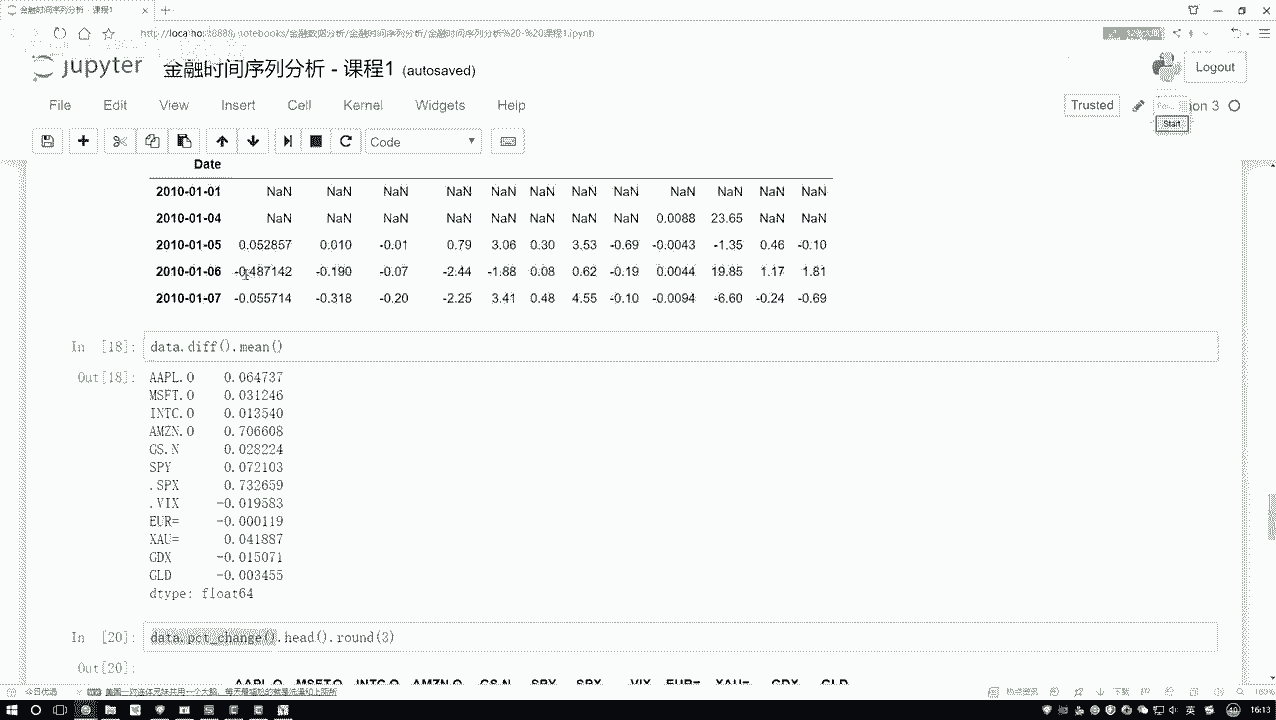 金融时间序列分析 - 课程1
http://localhost:8888/notebooks/金融数据分析/金融时间序列分析/金融时间序列分析%20-%20课程1.ipynb
jupyter 金融时间序列分析 - 课程1 (autosaved)
Logout
File Edit View Insert Cell Kernel Widgets Help
Trusted
Start
Code
Date
2010-01-01 NaN NaN NaN NaN NaN NaN NaN NaN NaN NaN NaN NaN
2010-01-04 NaN NaN NaN NaN NaN NaN NaN NaN 0.0088 23.65 NaN NaN
2010-01-05 0.052857 0.010 -0.01 0.79 3.06 0.30 3.53 -0.69 -0.0043 -1.35 0.46 -0.10
2010-01-06 -0.487142 -0.190 -0.07 -2.44 -1.88 0.08 0.62 -0.19 0.0044 19.85 1.17 1.81
2010-01-07 -0.055714 -0.318 -0.20 -2.25 3.41 0.48 4.55 -0.10 -0.0094 -6.60 -0.24 -0.69
In [18]: data.diff().mean()
Out[18]: AAPL.O 0.064737
MSFT.O 0.031246
INTC.O 0.013540
AMZN.O 0.706608
GS.N 0.028224
SPY 0.072103
.SPX 0.732659
.VIX -0.019583
EUR= -0.000119
XAU= 0.041887
GDX -0.015071
GLD -0.003455
dtype: float64
In [20]: data.pct_change().head().round(3)
Out[20]:
AAPL.O MSFT.O INTC.O AMZN.O GS.N SPY .SPX .VIX EUR= XAU= GDX GLD
今日优选
下载
100%
英
16:13